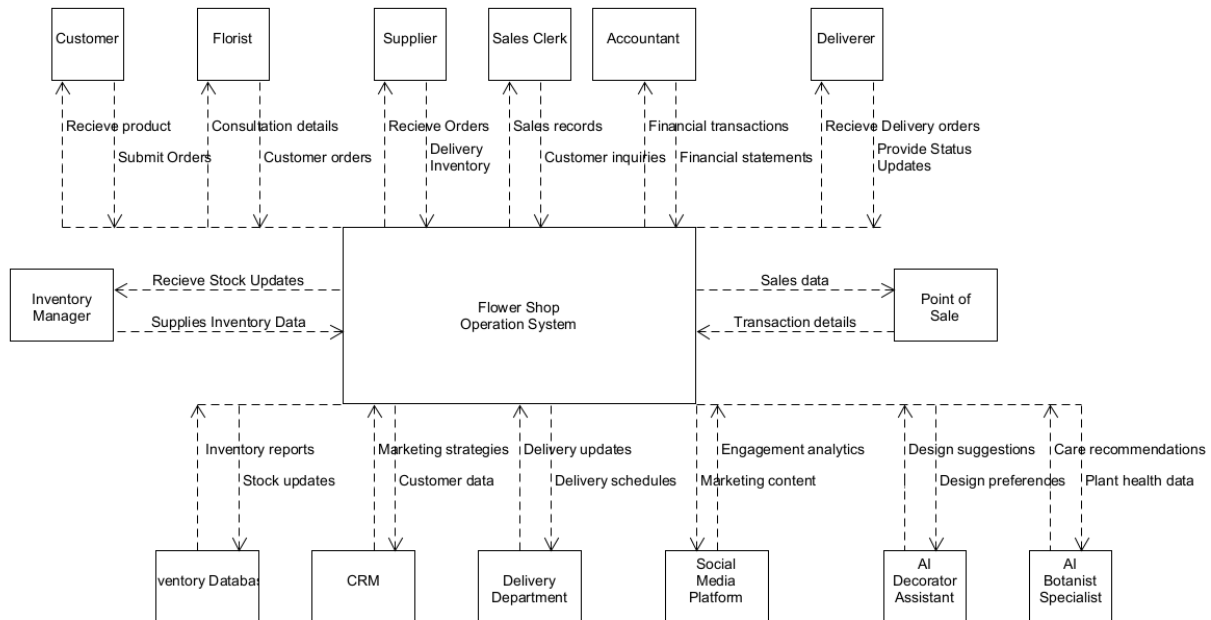 Customer
Florist
Supplier
Sales Clerk
Accountant
Deliverer
Recieve product
Consultation details
Recieve Orders
Sales records
Financial transactions
Recieve Delivery orders
Submit Orders
Customer orders
Delivery
Inventory
Customer inquiries
Financial statements
Provide Status
Updates
Recieve Stock Updates
Sales data
Inventory
Manager
Flower Shop
Operation System
Point of
Sale
Supplies Inventory Data
Transaction details
Inventory reports
Marketing strategies
Delivery updates
Engagement analytics
Design suggestions
Care recommendations
Stock updates
Customer data
Delivery schedules
Marketing content
Design preferences
Plant health data
nventory Databas
CRM
Delivery
Department
Social
Media
Platform
AI
Decorator
Assistant
AI
Botanist
Specialist